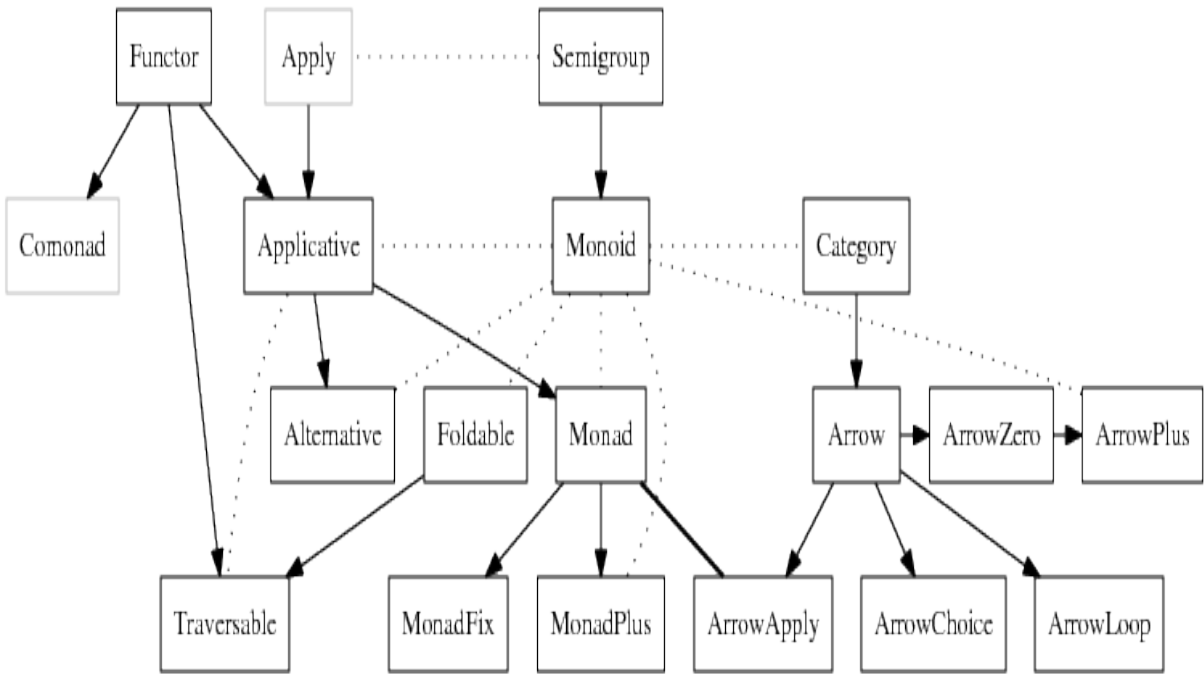 Functor
Apply
Semigroup
Comonad
Applicative
Monoid
Category
Alternative
Foldable
Monad
Arrow
ArrowZero
ArrowPlus
Traversable
MonadFix
MonadPlus
ArrowApply
ArrowChoice
ArrowLoop